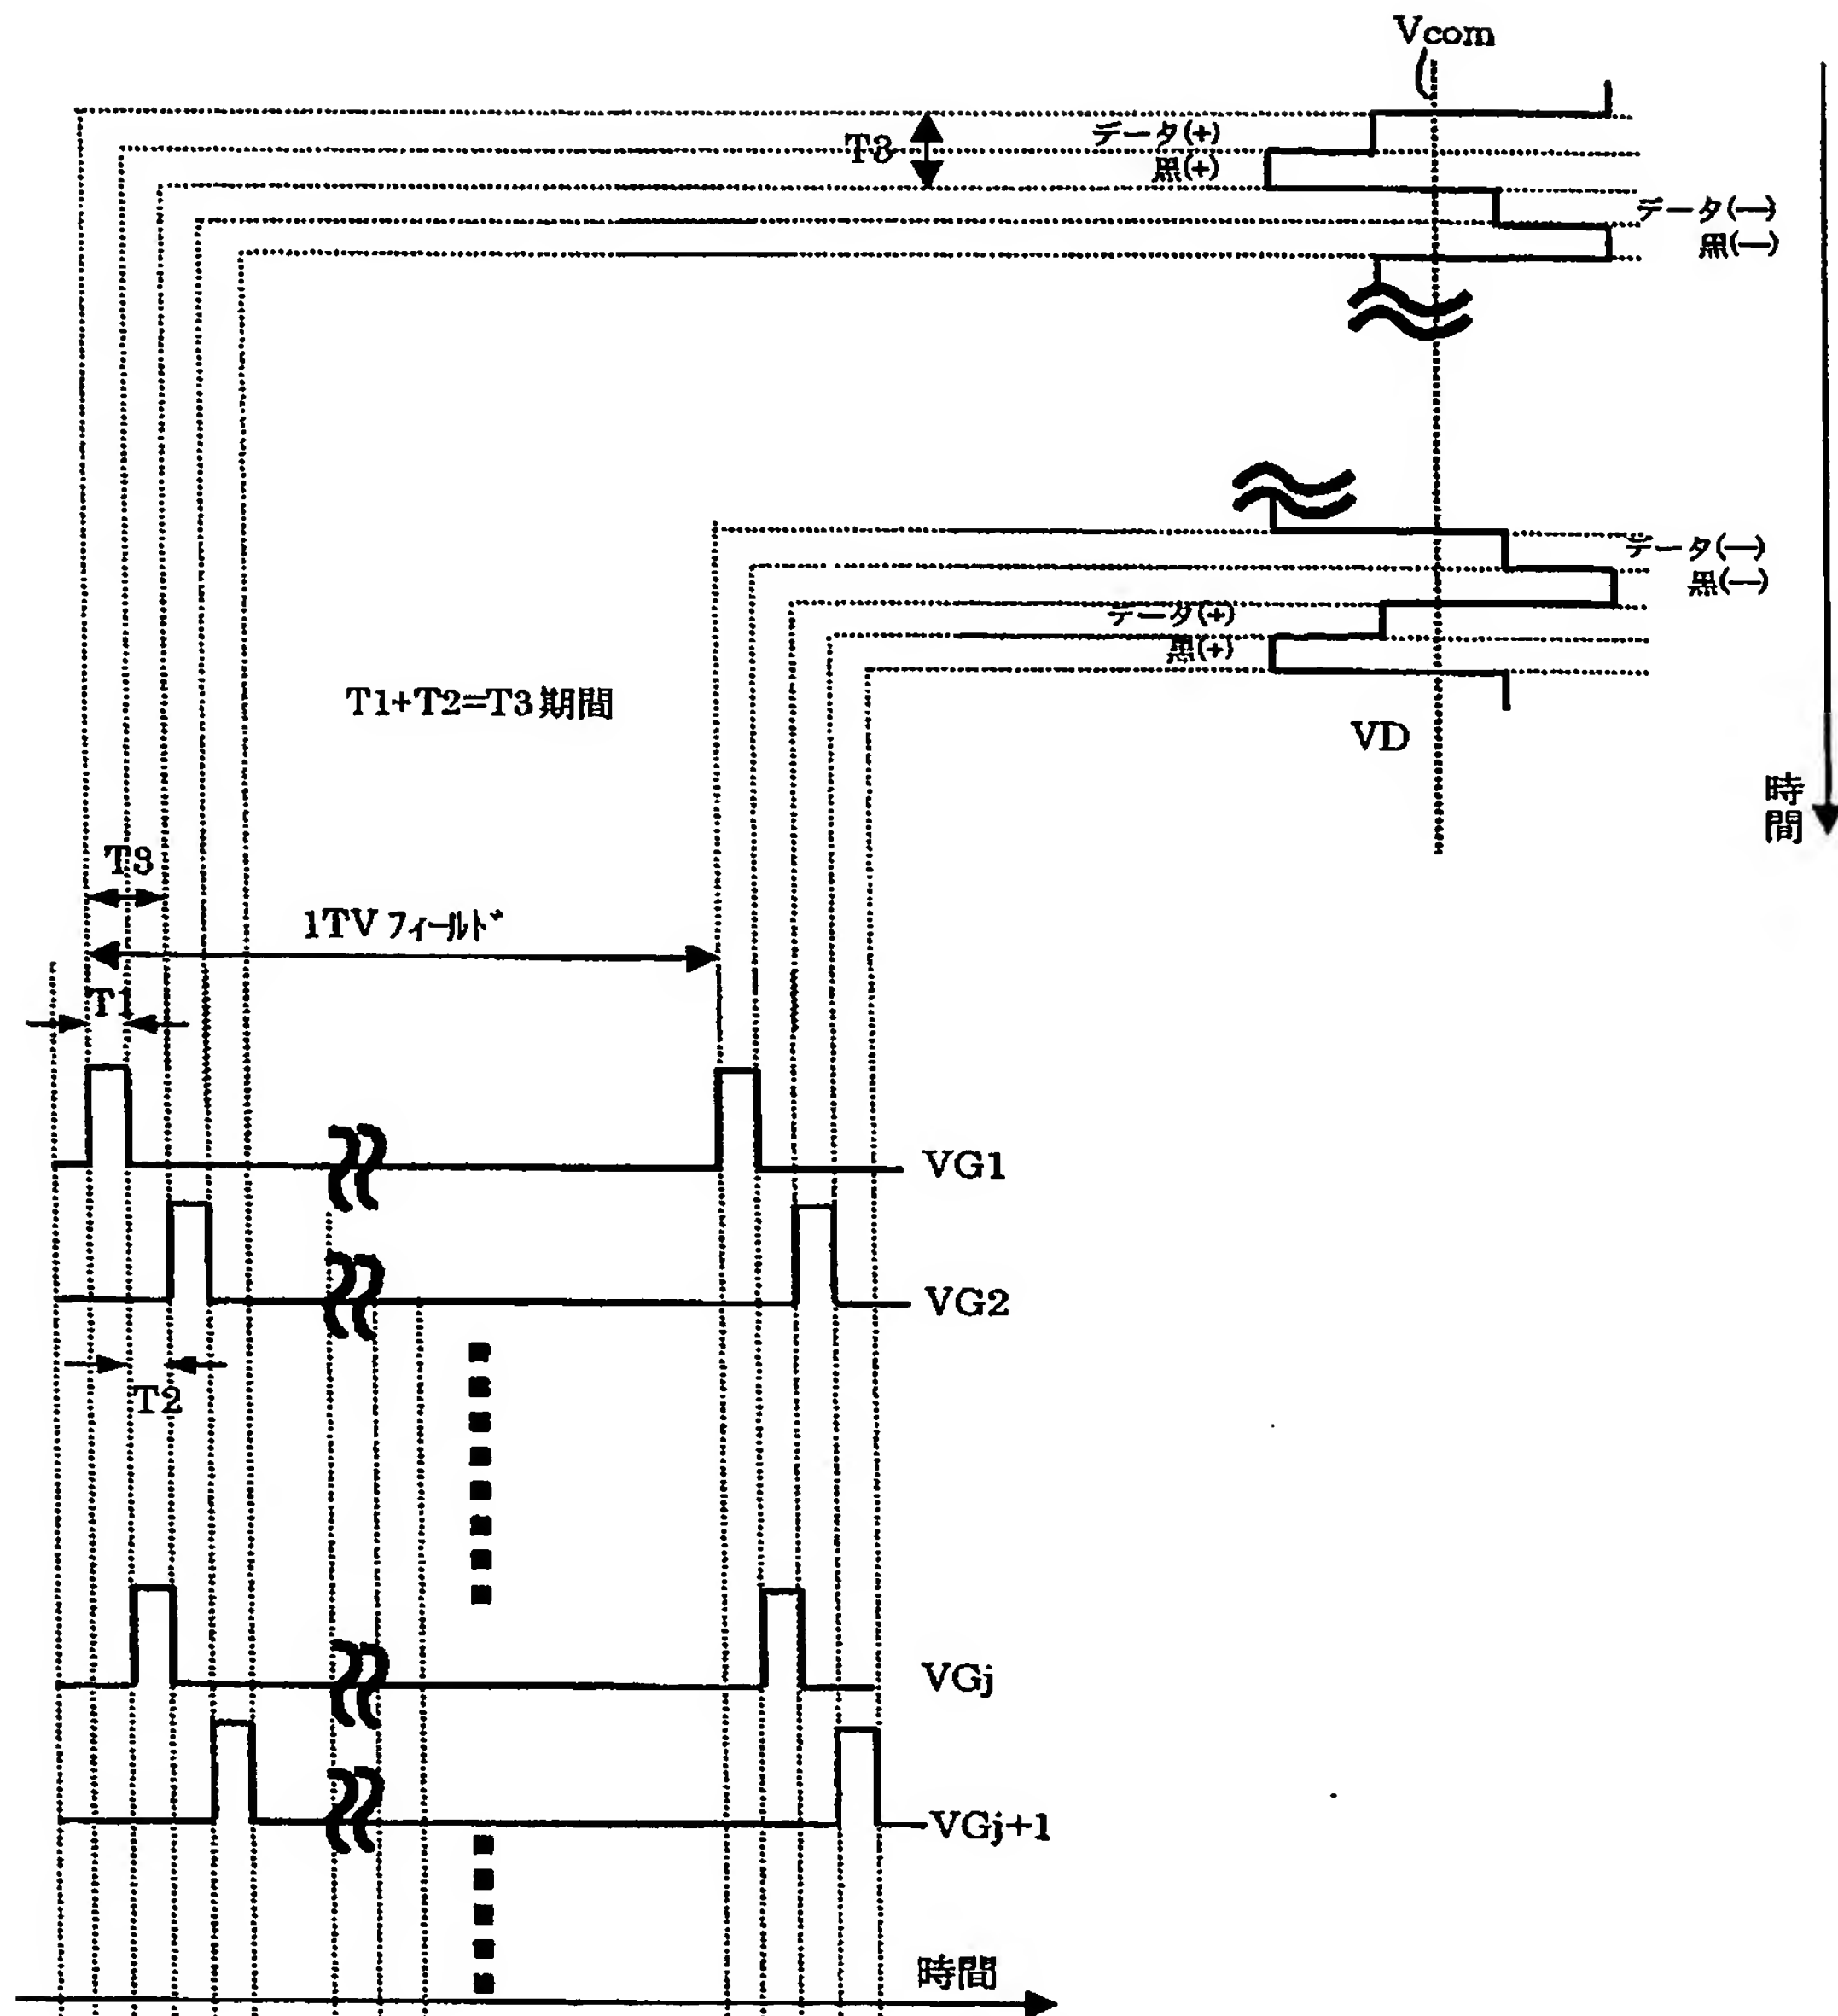 Vcom
データ(+)
T3
黒(+)
データ(—)
黒(—)
データ(—)
黒(—)
データ(+)
黒(+)
T1+T2=T3 期間
VD
時間
T3
1TV フィールド
T1
VG1
VG2
T2
VGj
VGj+1
時間